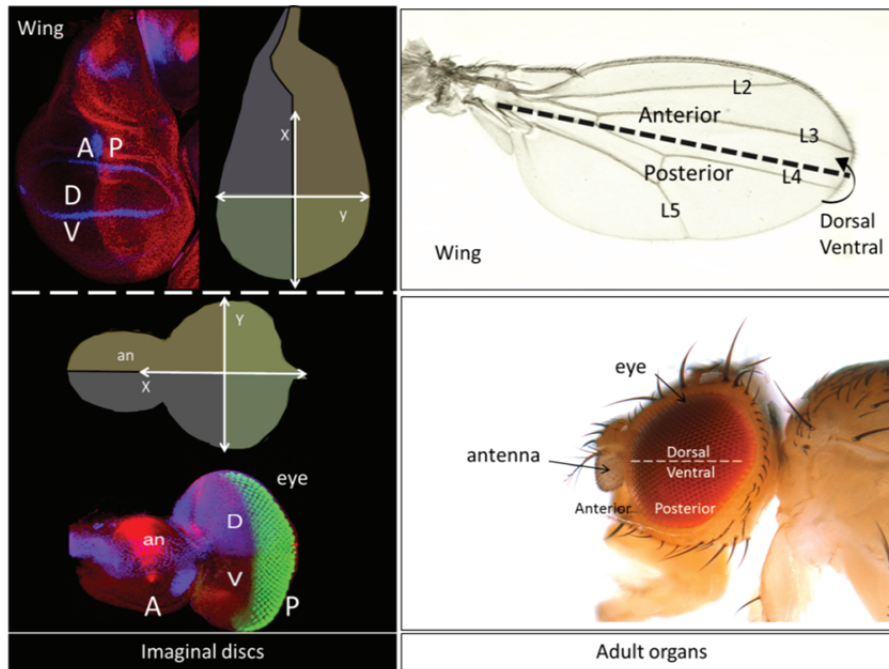 Wing
A P
D
V
X
y
L2
Anterior
L3
Posterior
L4
L5
Dorsal
Ventral
Wing
Y
an
X
eye
D
an
V
A
P
eye
antenna
Dorsal
Ventral
Anterior
Posterior
Imaginal discs
Adult organs